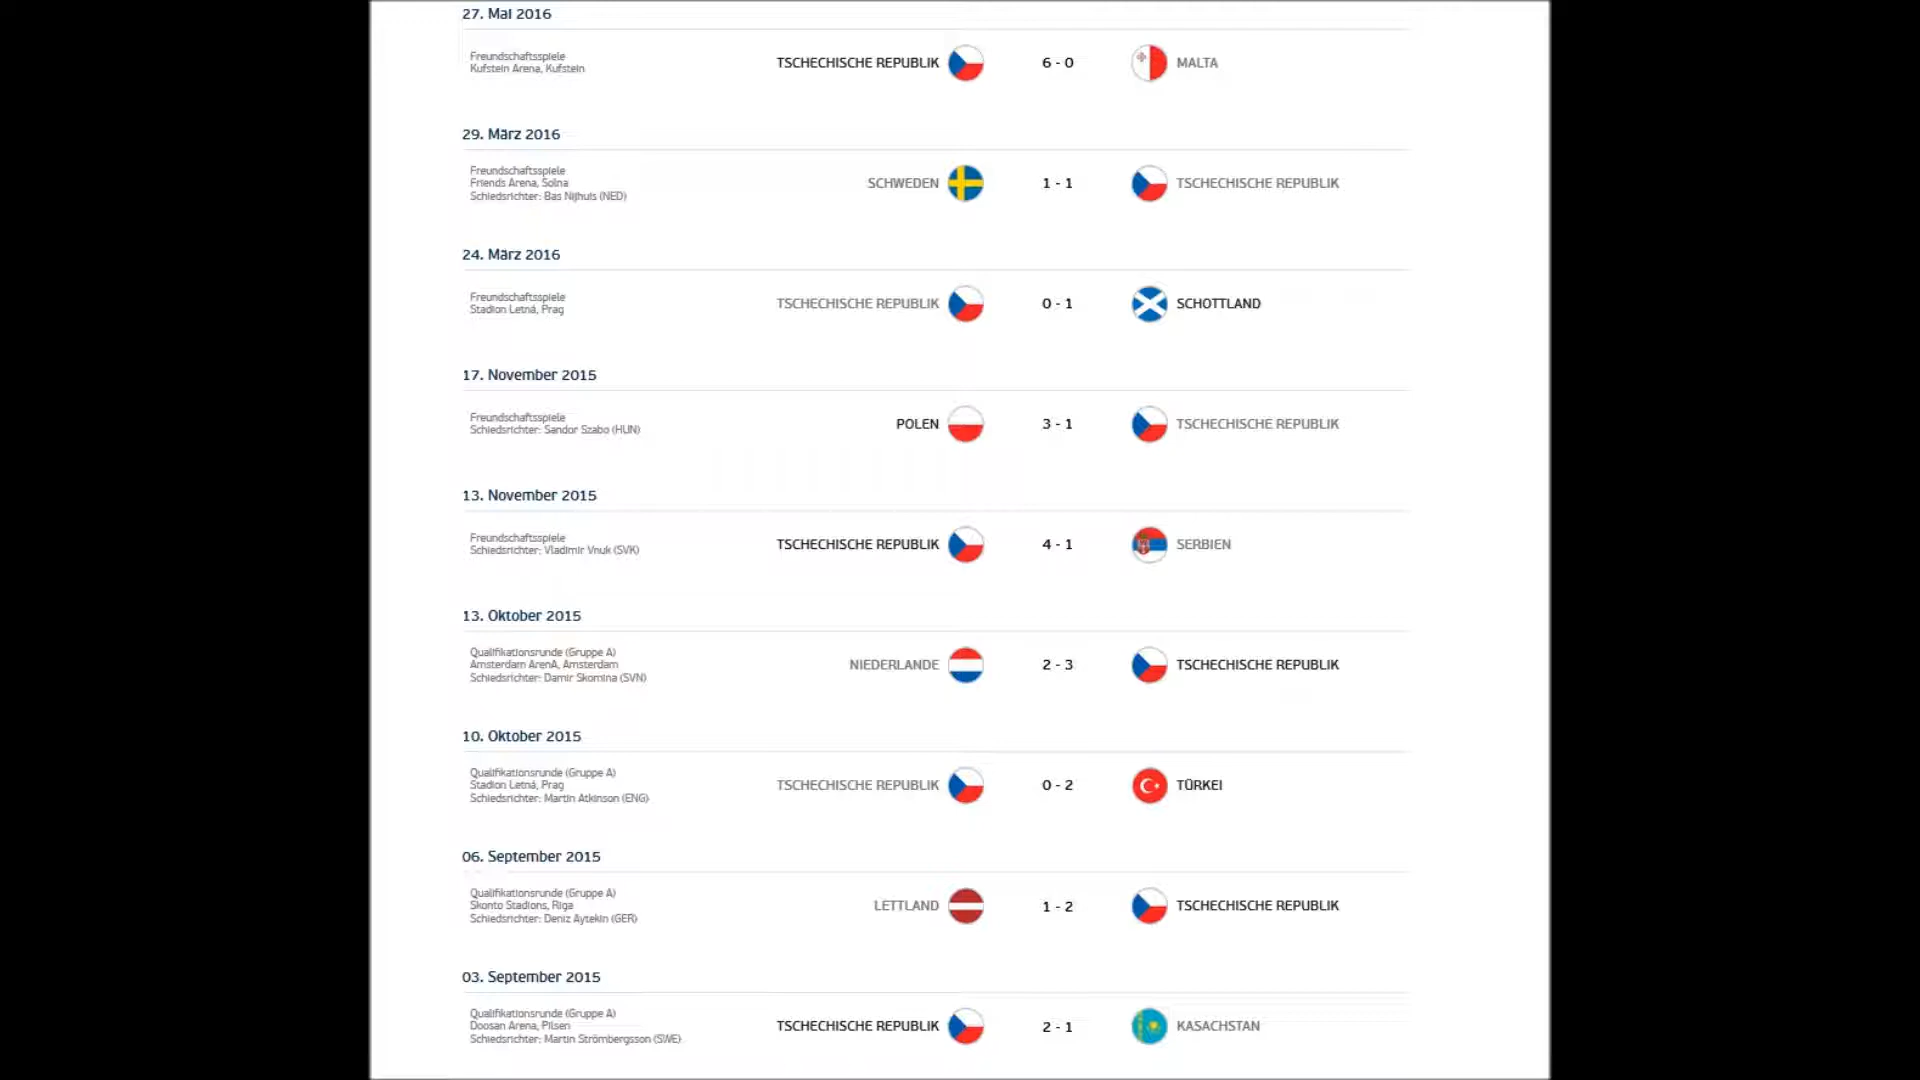 27. Mai 2016
Freundschaftsspiele
Kufstein Arena, Kufstein
TSCHECHISCHE REPUBLIK 6 - 0 MALTA
29. März 2016
Freundschaftsspiele
Friends Arena, Solna
Schiedsrichter: Bas Nijhuis (NED)
SCHWEDEN 1 - 1 TSCHECHISCHE REPUBLIK
24. März 2016
Freundschaftsspiele
Stadion Letná, Prag
TSCHECHISCHE REPUBLIK 0 - 1 SCHOTTLAND
17. November 2015
Freundschaftsspiele
Schiedsrichter: Sandor Szabo (HUN)
POLEN 3 - 1 TSCHECHISCHE REPUBLIK
13. November 2015
Freundschaftsspiele
Schiedsrichter: Vladimir Vnuk (SVK)
TSCHECHISCHE REPUBLIK 4 - 1 SERBIEN
13. Oktober 2015
Qualifikationsrunde (Gruppe A)
Amsterdam ArenA, Amsterdam
Schiedsrichter: Damir Skomina (SVN)
NIEDERLANDE 2 - 3 TSCHECHISCHE REPUBLIK
10. Oktober 2015
Qualifikationsrunde (Gruppe A)
Stadion Letná, Prag
Schiedsrichter: Martin Atkinson (ENG)
TSCHECHISCHE REPUBLIK 0 - 2 TÜRKEI
06. September 2015
Qualifikationsrunde (Gruppe A)
Skonto Stadions, Riga
Schiedsrichter: Deniz Aytekin (GER)
LETTLAND 1 - 2 TSCHECHISCHE REPUBLIK
03. September 2015
Qualifikationsrunde (Gruppe A)
Doosan Arena, Pilsen
Schiedsrichter: Martin Strömbergsson (SWE)
TSCHECHISCHE REPUBLIK 2 - 1 KASACHSTAN